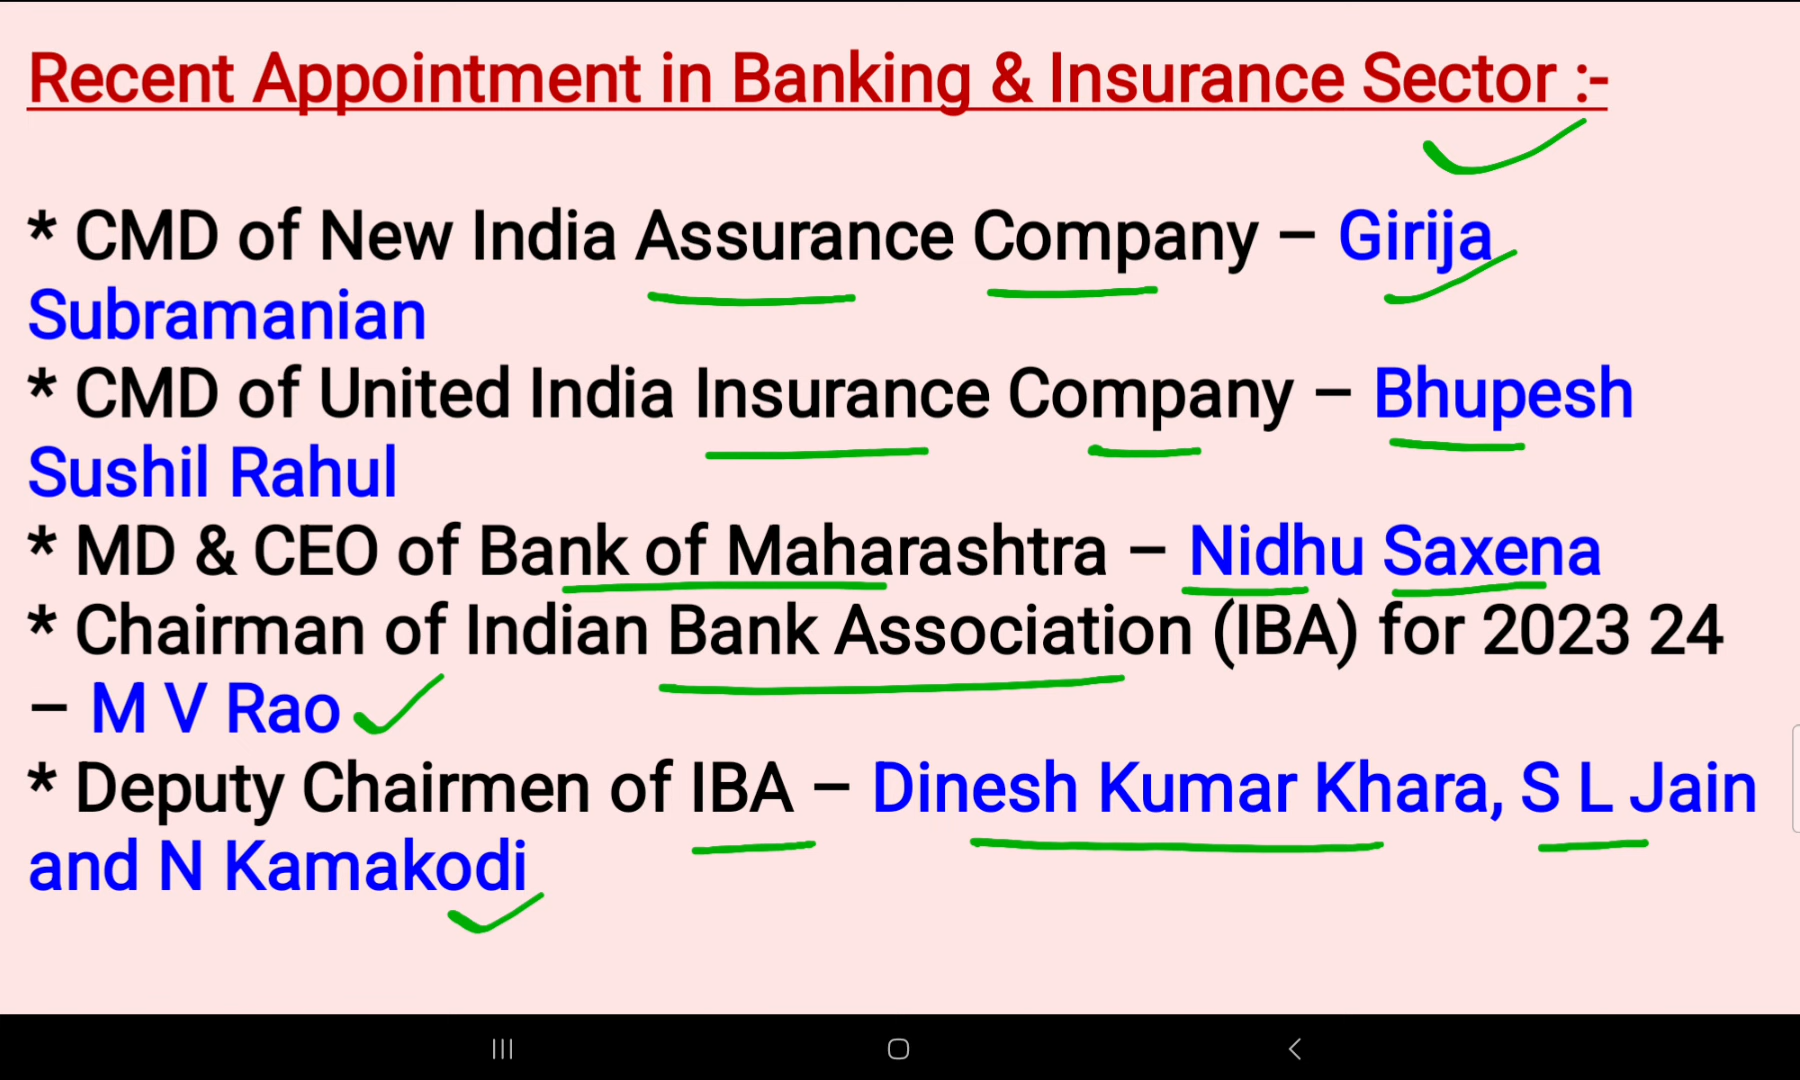 Recent Appointment in Banking & Insurance Sector :-
* CMD of New India Assurance Company – Girija
Subramanian
* CMD of United India Insurance Company – Bhupesh
Sushil Rahul
* MD & CEO of Bank of Maharashtra – Nidhu Saxena
* Chairman of Indian Bank Association (IBA) for 2023 24
– M V Rao
* Deputy Chairmen of IBA – Dinesh Kumar Khara, S L Jain
and N Kamakodi